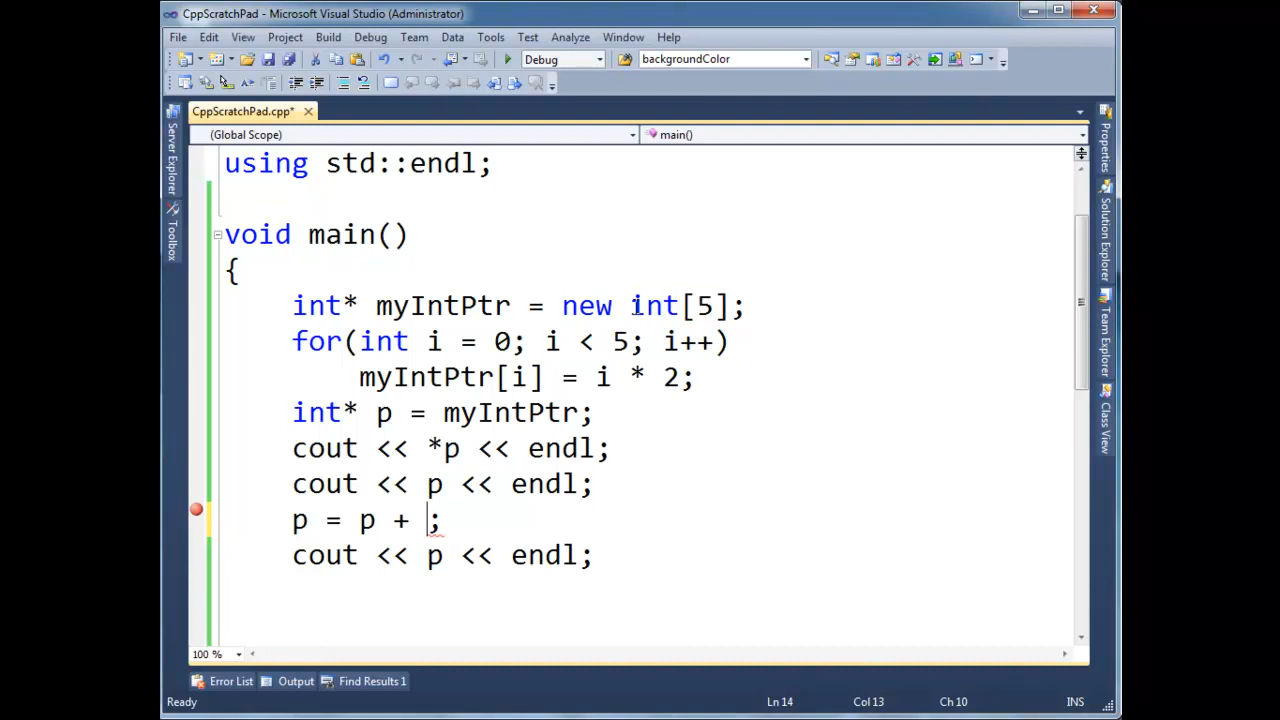 CppScratchPad - Microsoft Visual Studio (Administrator)
File Edit View Project Build Debug Team Data Tools Test Analyze Window Help
Debug backgroundColor
CppScratchPad.cpp*
(Global Scope) main()
using std::endl;
void main()
{
int* myIntPtr = new int[5];
for(int i = 0; i < 5; i++)
myIntPtr[i] = i * 2;
int* p = myIntPtr;
cout << *p << endl;
cout << p << endl;
p = p + ;
cout << p << endl;
100 %
Error List Output Find Results 1
Ready Ln 14 Col 13 Ch 10 INS
Server Explorer
Toolbox
Properties
Solution Explorer
Team Explorer
Class View